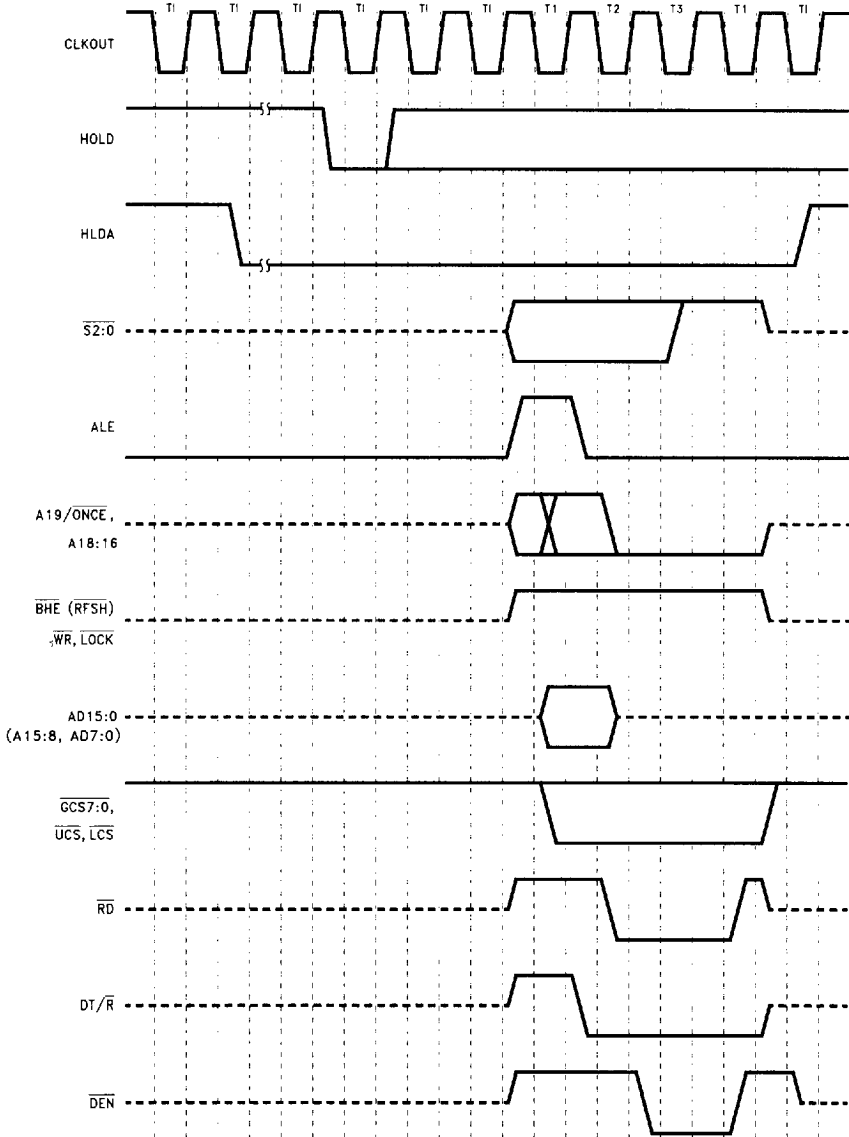 TI TI TI TI TI TI T1 T2 T3 T1 TI
CLKOUT
HOLD
HLDA
S2:0
ALE
A19/ONCE,
A18:16
BHE (RFSH)
WR, LOCK
AD15:0
(A15:8, AD7:0)
GCS7:0,
UCS, LCS
RD
DT/R
DEN